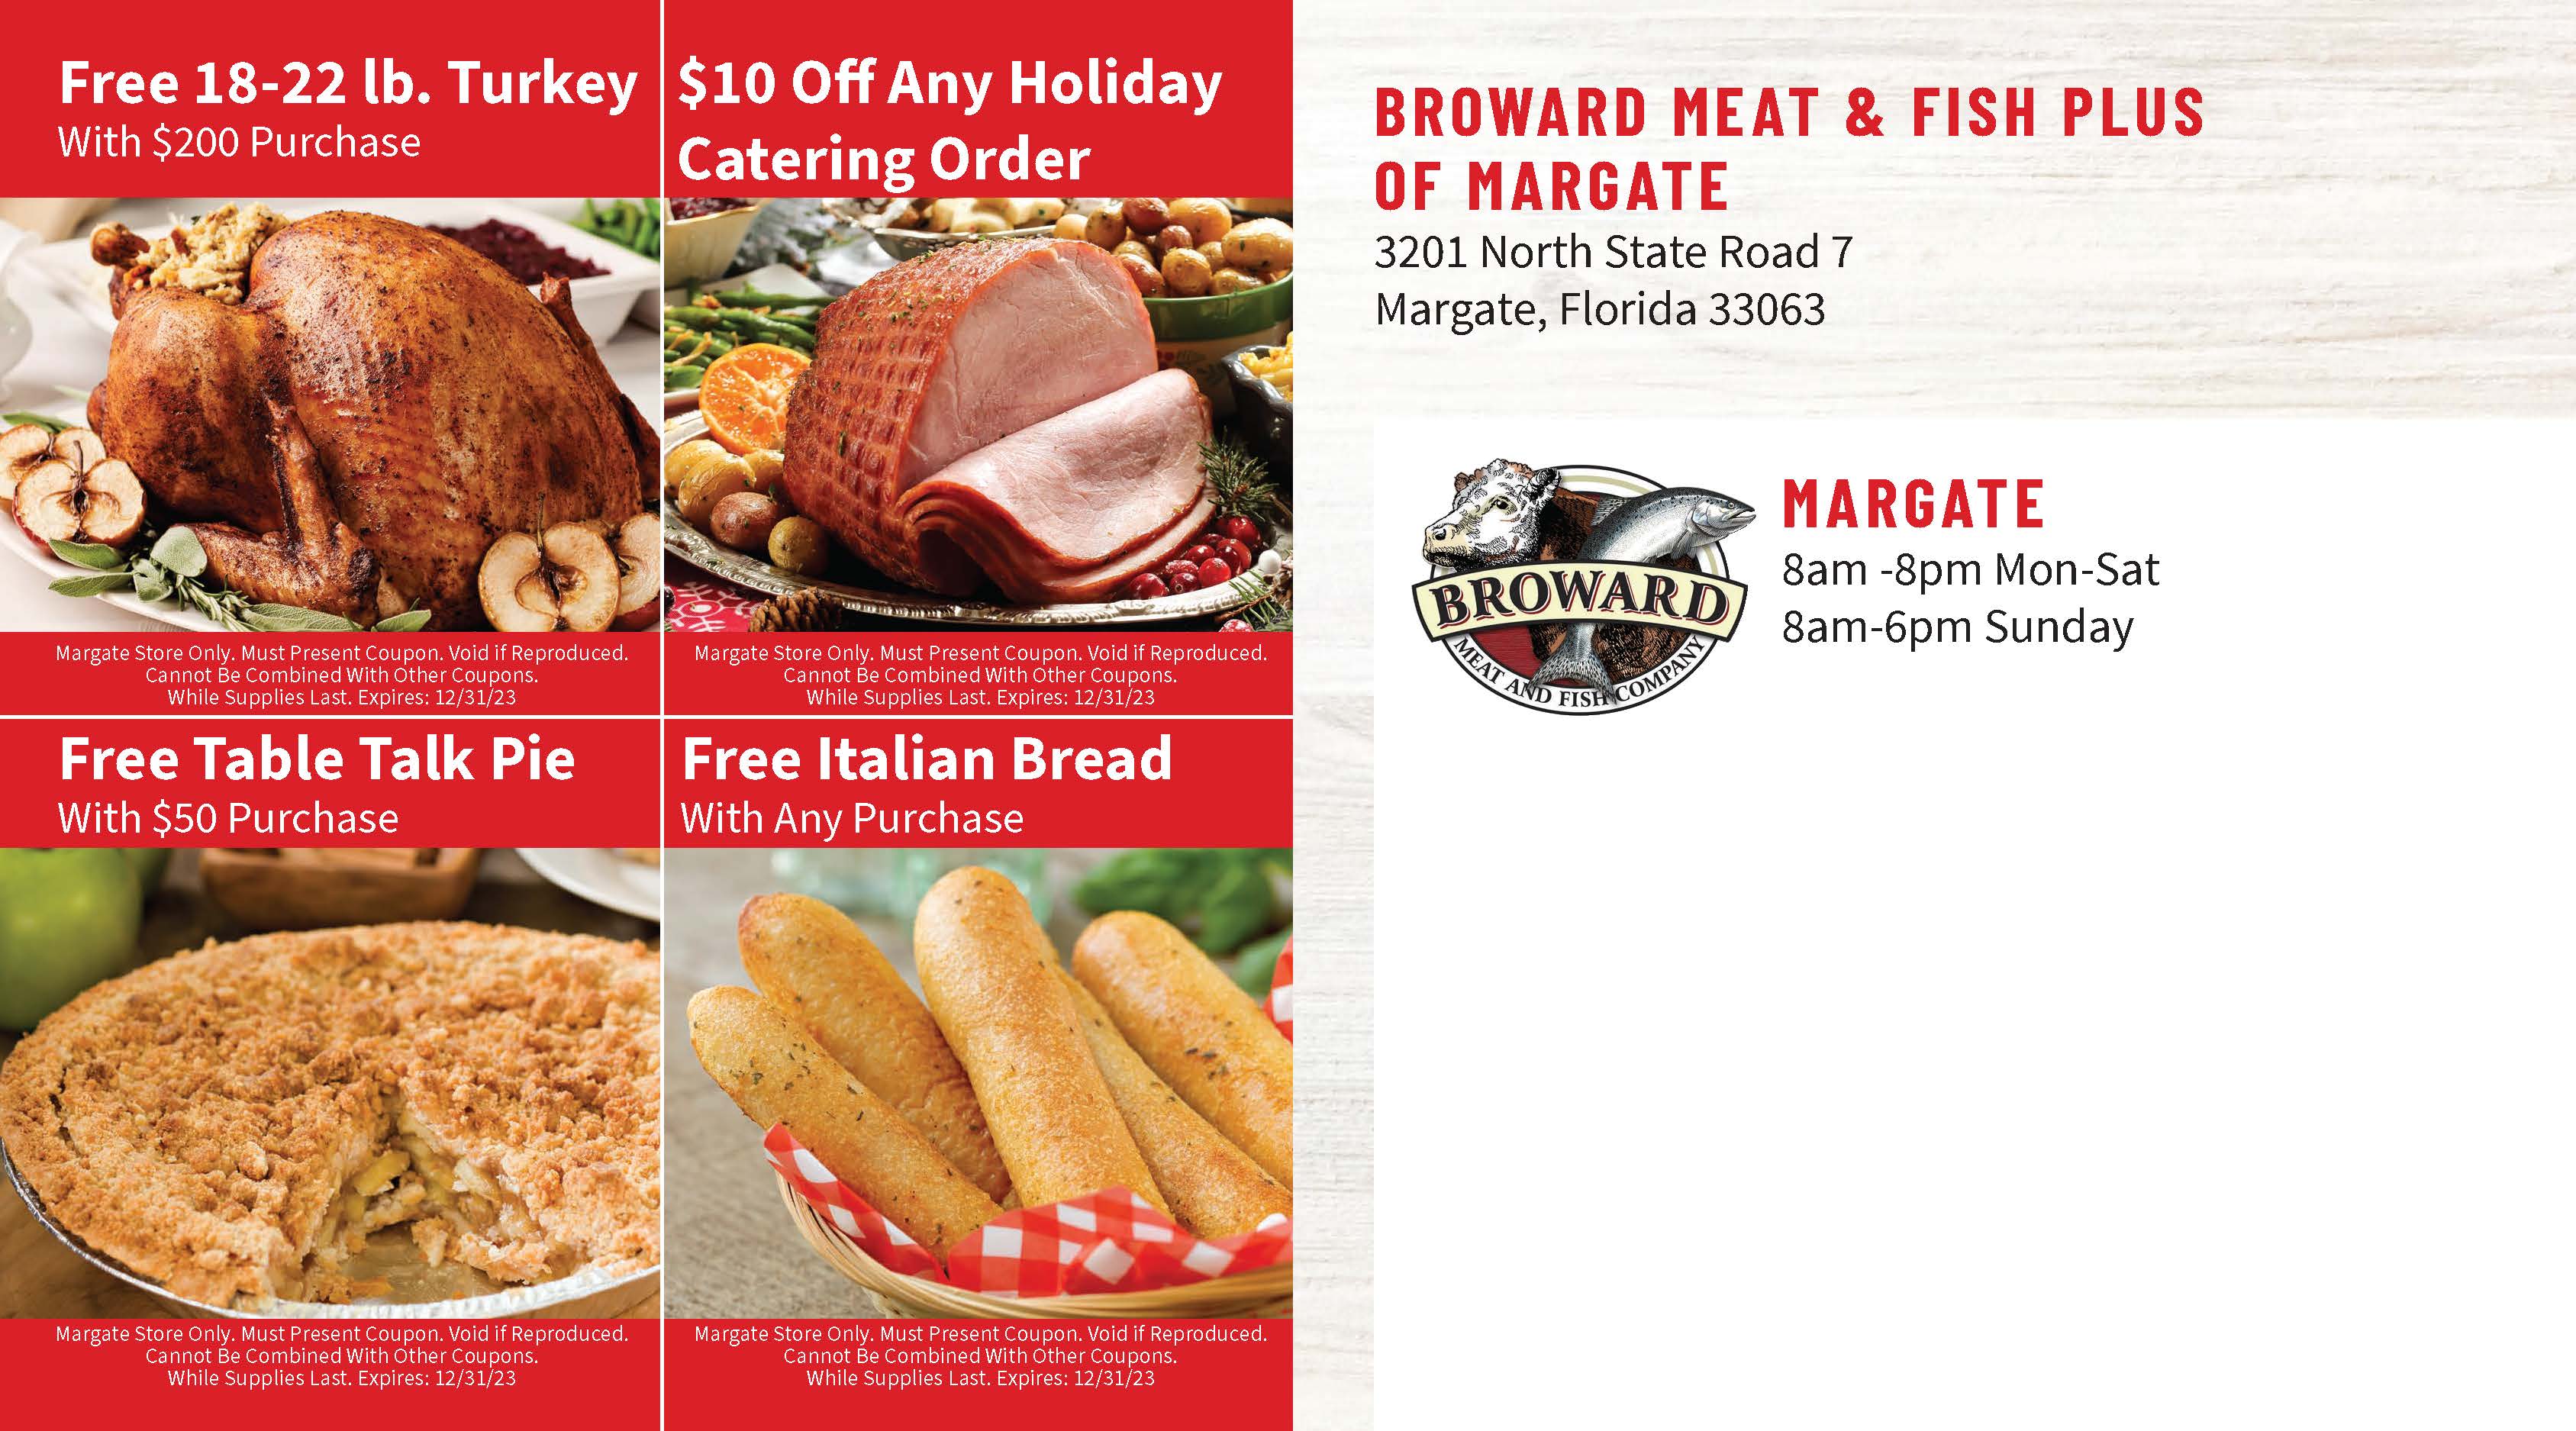 Free 18-22 lb. Turkey
With $200 Purchase
Margate Store Only. Must Present Coupon. Void if Reproduced.
Cannot Be Combined With Other Coupons.
While Supplies Last. Expires: 12/31/23
$10 Off Any Holiday
Catering Order
Margate Store Only. Must Present Coupon. Void if Reproduced.
Cannot Be Combined With Other Coupons.
While Supplies Last. Expires: 12/31/23
Free Table Talk Pie
With $50 Purchase
Margate Store Only. Must Present Coupon. Void if Reproduced.
Cannot Be Combined With Other Coupons.
While Supplies Last. Expires: 12/31/23
Free Italian Bread
With Any Purchase
Margate Store Only. Must Present Coupon. Void if Reproduced.
Cannot Be Combined With Other Coupons.
While Supplies Last. Expires: 12/31/23
BROWARD MEAT & FISH PLUS
OF MARGATE
3201 North State Road 7
Margate, Florida 33063
BROWARD
MEAT AND FISH COMPANY
MARGATE
8am -8pm Mon-Sat
8am-6pm Sunday